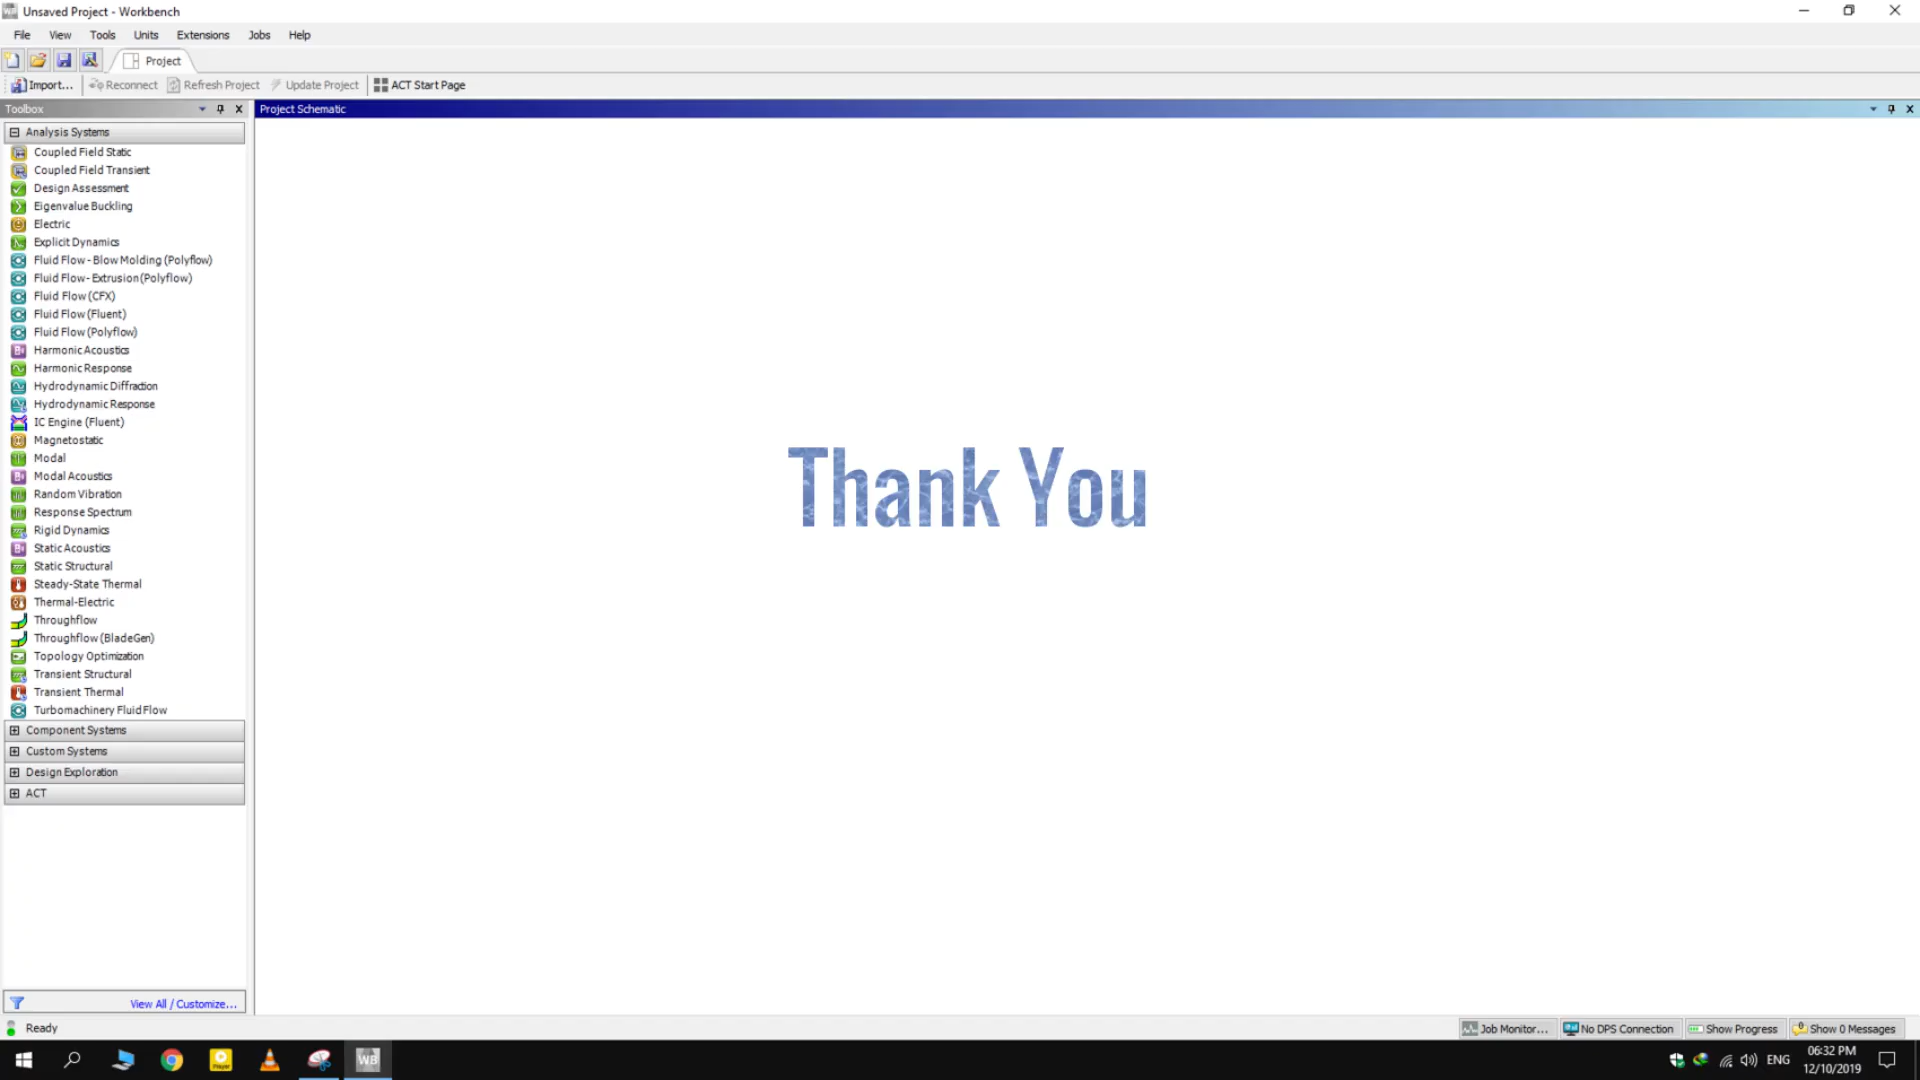 Unsaved Project - Workbench
File View Tools Units Extensions Jobs Help
Project
Import... Reconnect Refresh Project Update Project ACT Start Page
Toolbox
Project Schematic
Analysis Systems
Coupled Field Static
Coupled Field Transient
Design Assessment
Eigenvalue Buckling
Electric
Explicit Dynamics
Fluid Flow - Blow Molding (Polyflow)
Fluid Flow- Extrusion (Polyflow)
Fluid Flow (CFX)
Fluid Flow (Fluent)
Fluid Flow (Polyflow)
Harmonic Acoustics
Harmonic Response
Hydrodynamic Diffraction
Hydrodynamic Response
IC Engine (Fluent)
Magnetostatic
Modal
Modal Acoustics
Random Vibration
Response Spectrum
Rigid Dynamics
Static Acoustics
Static Structural
Steady-State Thermal
Thermal-Electric
Throughflow
Throughflow (BladeGen)
Topology Optimization
Transient Structural
Transient Thermal
Turbomachinery Fluid Flow
Component Systems
Custom Systems
Design Exploration
ACT
Thank You
View All / Customize...
Ready
Job Monitor... No DPS Connection Show Progress Show 0 Messages
WB
ENG
06:32 PM
12/10/2019